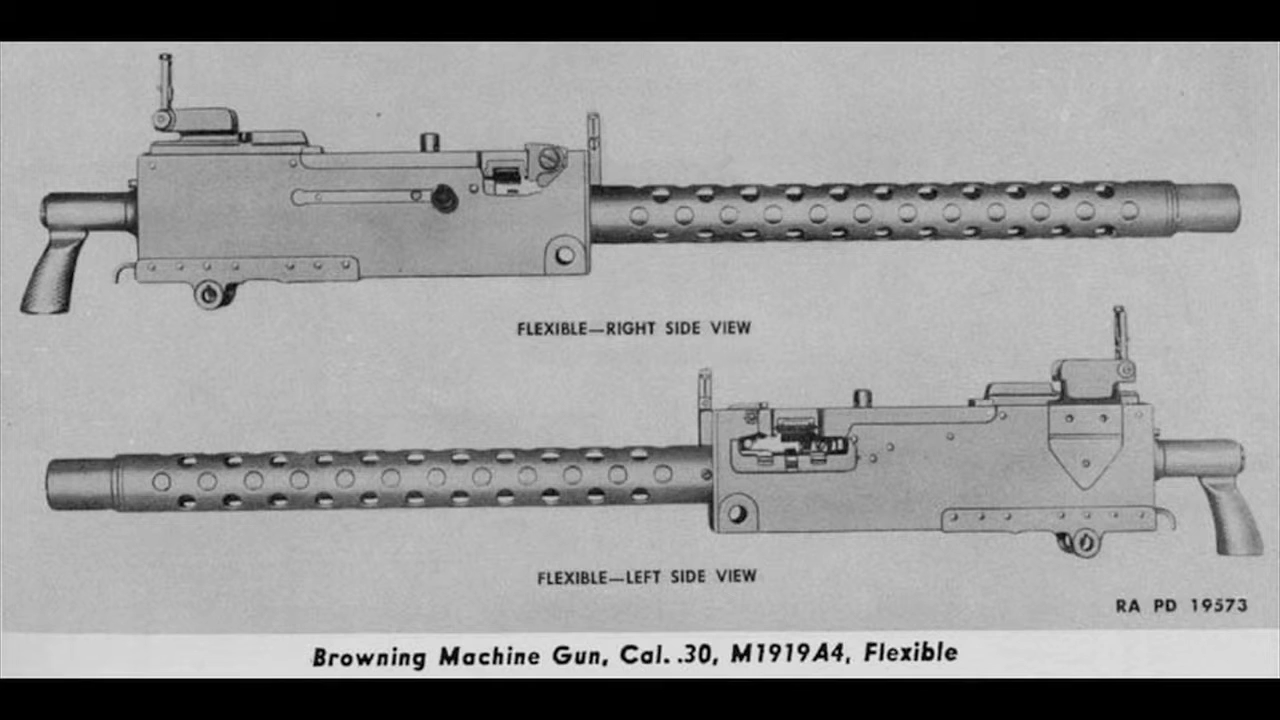 FLEXIBLE—RIGHT SIDE VIEW
FLEXIBLE—LEFT SIDE VIEW
RA PD 19573
Browning Machine Gun, Cal. .30, M1919A4, Flexible